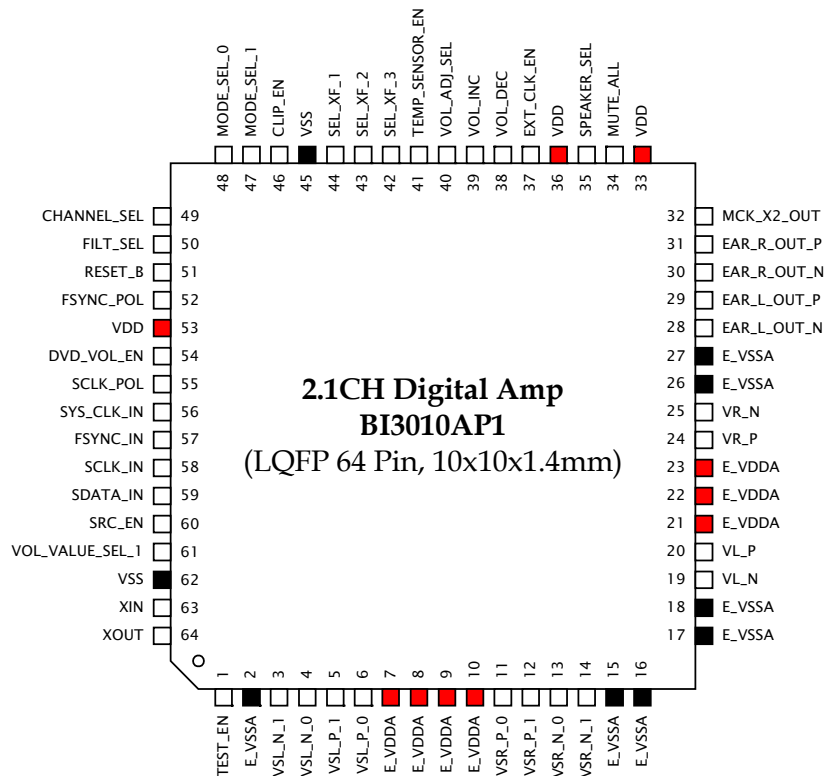 MODE_SEL_0
MODE_SEL_1
CLIP_EN
VSS
SEL_XF_1
SEL_XF_2
SEL_XF_3
TEMP_SENSOR_EN
VOL_ADJ_SEL
VOL_INC
VOL_DEC
EXT_CLK_EN
VDD
SPEAKER_SEL
MUTE_ALL
VDD
48 47 46 45 44 43 42 41 40 39 38 37 36 35 34 33
CHANNEL_SEL 49
FILT_SEL 50
RESET_B 51
FSYNC_POL 52
VDD 53
DVD_VOL_EN 54
SCLK_POL 55
SYS_CLK_IN 56
FSYNC_IN 57
SCLK_IN 58
SDATA_IN 59
SRC_EN 60
VOL_VALUE_SEL_1 61
VSS 62
XIN 63
XOUT 64
2.1CH Digital Amp
BI3010AP1
(LQFP 64 Pin, 10x10x1.4mm)
32 MCK_X2_OUT
31 EAR_R_OUT_P
30 EAR_R_OUT_N
29 EAR_L_OUT_P
28 EAR_L_OUT_N
27 E_VSSA
26 E_VSSA
25 VR_N
24 VR_P
23 E_VDDA
22 E_VDDA
21 E_VDDA
20 VL_P
19 VL_N
18 E_VSSA
17 E_VSSA
1 2 3 4 5 6 7 8 9 10 11 12 13 14 15 16
TEST_EN
E_VSSA
VSL_N_1
VSL_N_0
VSL_P_1
VSL_P_0
E_VDDA
E_VDDA
E_VDDA
E_VDDA
VSR_P_0
VSR_P_1
VSR_N_0
VSR_N_1
E_VSSA
E_VSSA